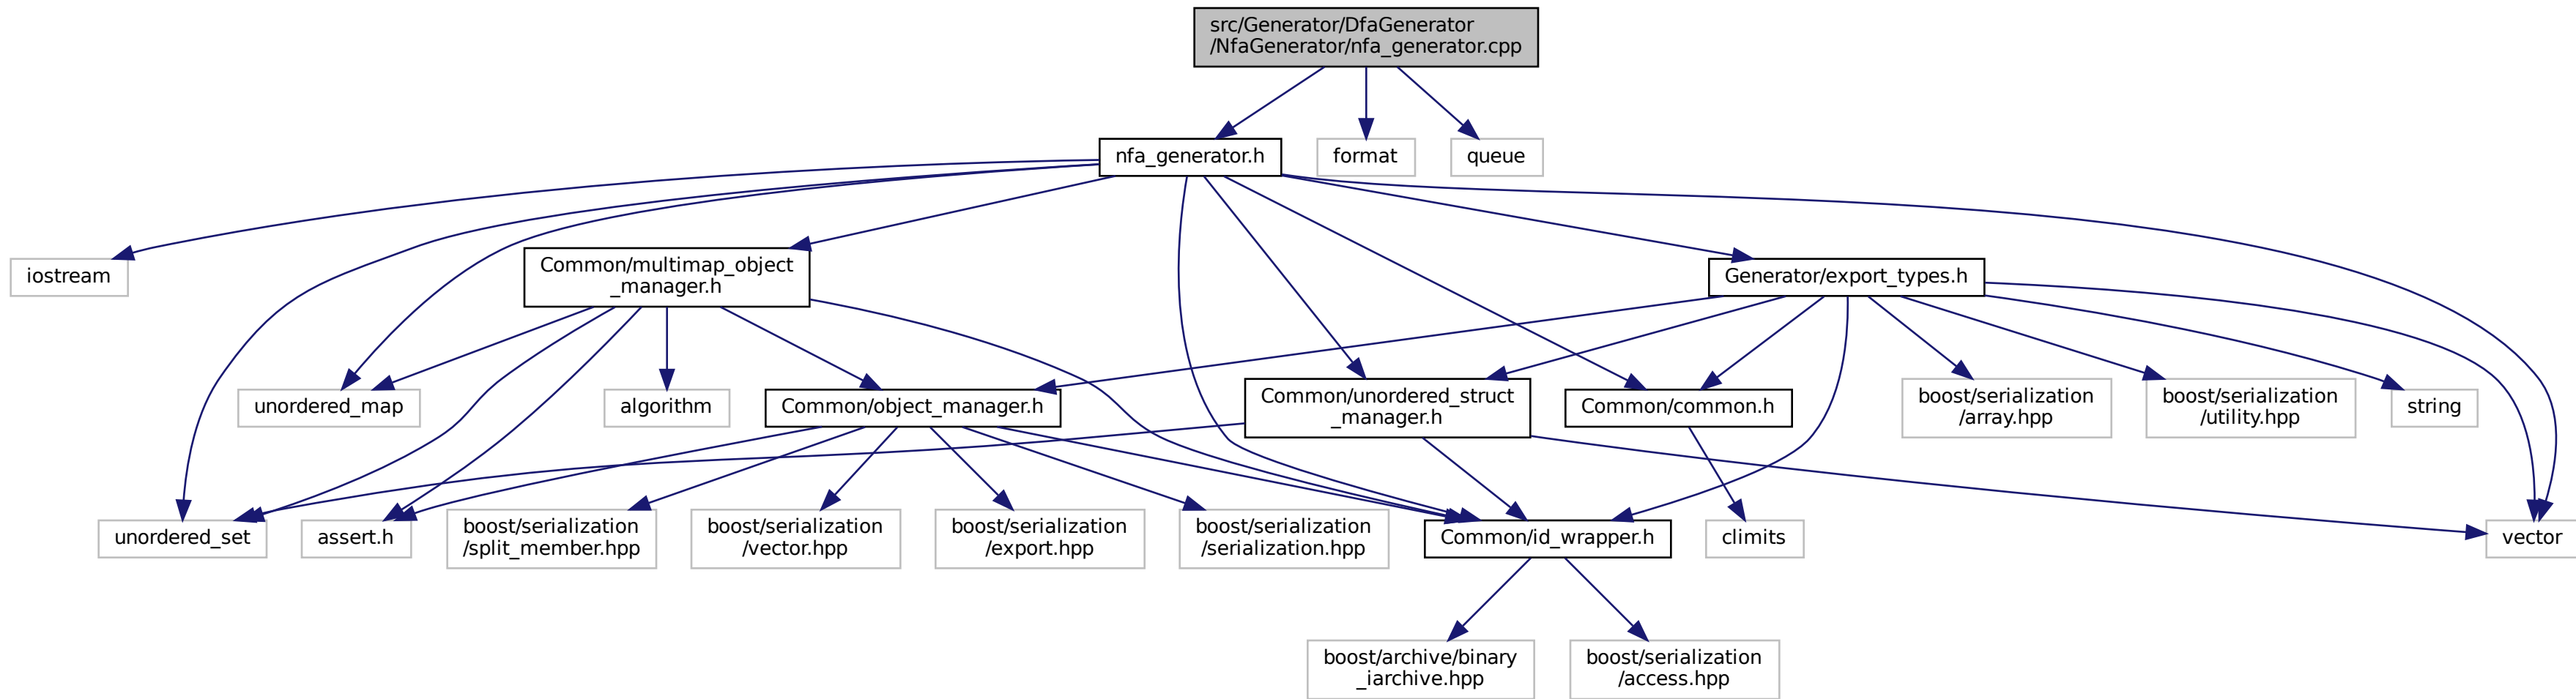 src/Generator/DfaGenerator
/NfaGenerator/nfa_generator.cpp
nfa_generator.h
format
queue
iostream
Common/multimap_object
_manager.h
Generator/export_types.h
unordered_map
algorithm
Common/object_manager.h
Common/unordered_struct
_manager.h
Common/common.h
boost/serialization
/array.hpp
boost/serialization
/utility.hpp
string
unordered_set
assert.h
boost/serialization
/split_member.hpp
boost/serialization
/vector.hpp
boost/serialization
/export.hpp
boost/serialization
/serialization.hpp
Common/id_wrapper.h
climits
vector
boost/archive/binary
_iarchive.hpp
boost/serialization
/access.hpp